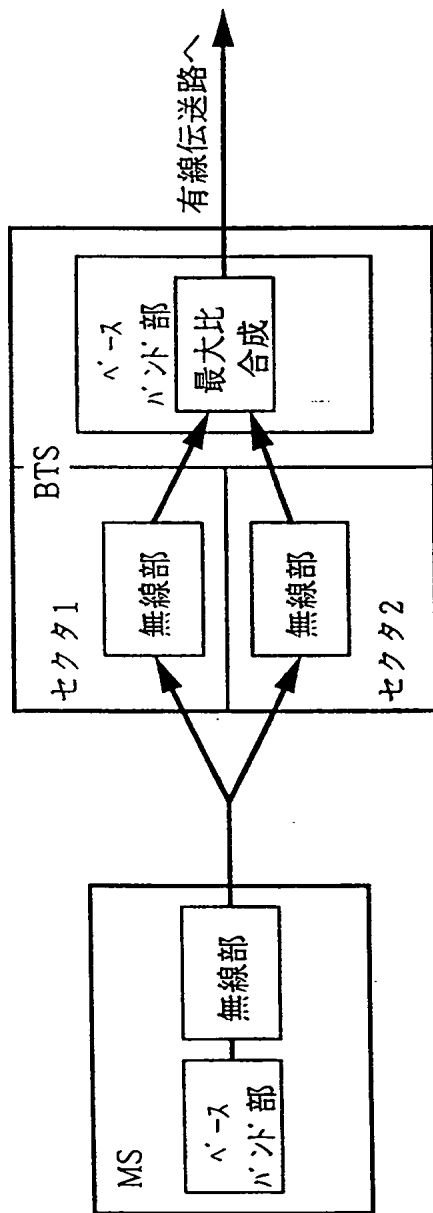 MS
ベース
バンド部
無線部
BTS
セクタ1
無線部
セクタ2
無線部
ベース
バンド部
最大比
合成
有線伝送路へ